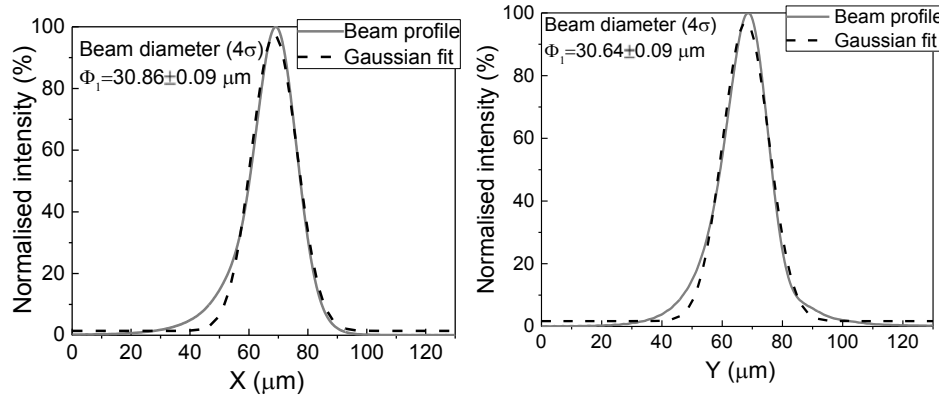 Beam diameter (4σ)
Φ₁=30.86±0.09 μm
Beam profile
Gaussian fit
Normalised intensity (%)
100
80
60
40
20
0
0 20 40 60 80 100 120
X (μm)
Beam diameter (4σ)
Φ₁=30.64±0.09 μm
Beam profile
Gaussian fit
Normalised intensity (%)
100
80
60
40
20
0
0 20 40 60 80 100 120
Y (μm)